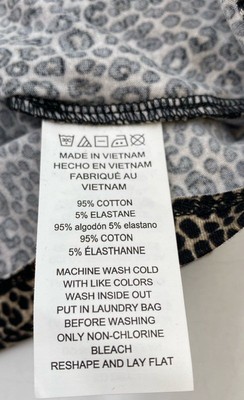 MADE IN VIETNAM
HECHO EN VIETNAM
FABRIQUÉ AU
VIETNAM
95% COTTON
5% ELASTANE
95% algodón 5% elastano
95% COTON
5% ÉLASTHANNE
MACHINE WASH COLD
WITH LIKE COLORS
WASH INSIDE OUT
PUT IN LAUNDRY BAG
BEFORE WASHING
ONLY NON-CHLORINE
BLEACH
RESHAPE AND LAY FLAT